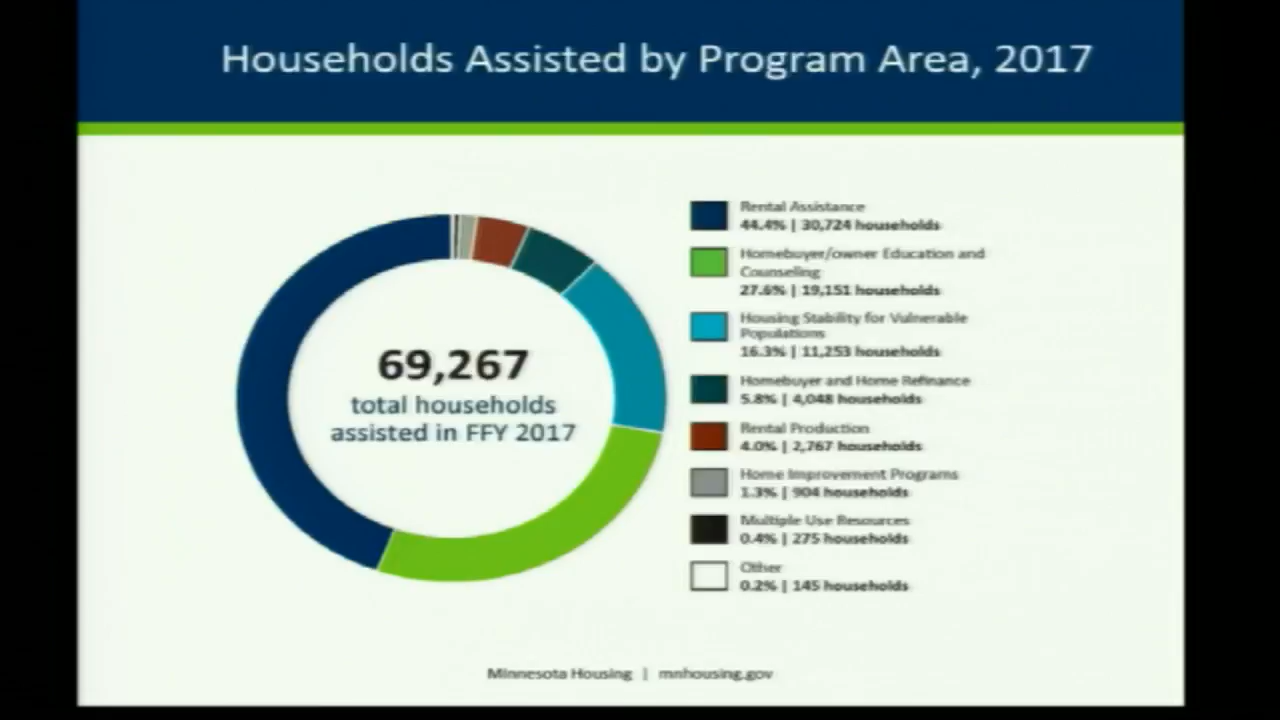 Households Assisted by Program Area, 2017
69,267
total households
assisted in FFY 2017
Rental Assistance
44.4% | 30,724 households
Homebuyer/owner Education and
Counseling
27.6% | 19,151 households
Housing Stability for Vulnerable
Populations
16.3% | 11,253 households
Homebuyer and Home Refinance
5.8% | 4,048 households
Rental Production
4.0% | 2,767 households
Home Improvement Programs
1.3% | 904 households
Multiple Use Resources
0.4% | 275 households
Other
0.2% | 145 households
Minnesota Housing | mnhousing.gov